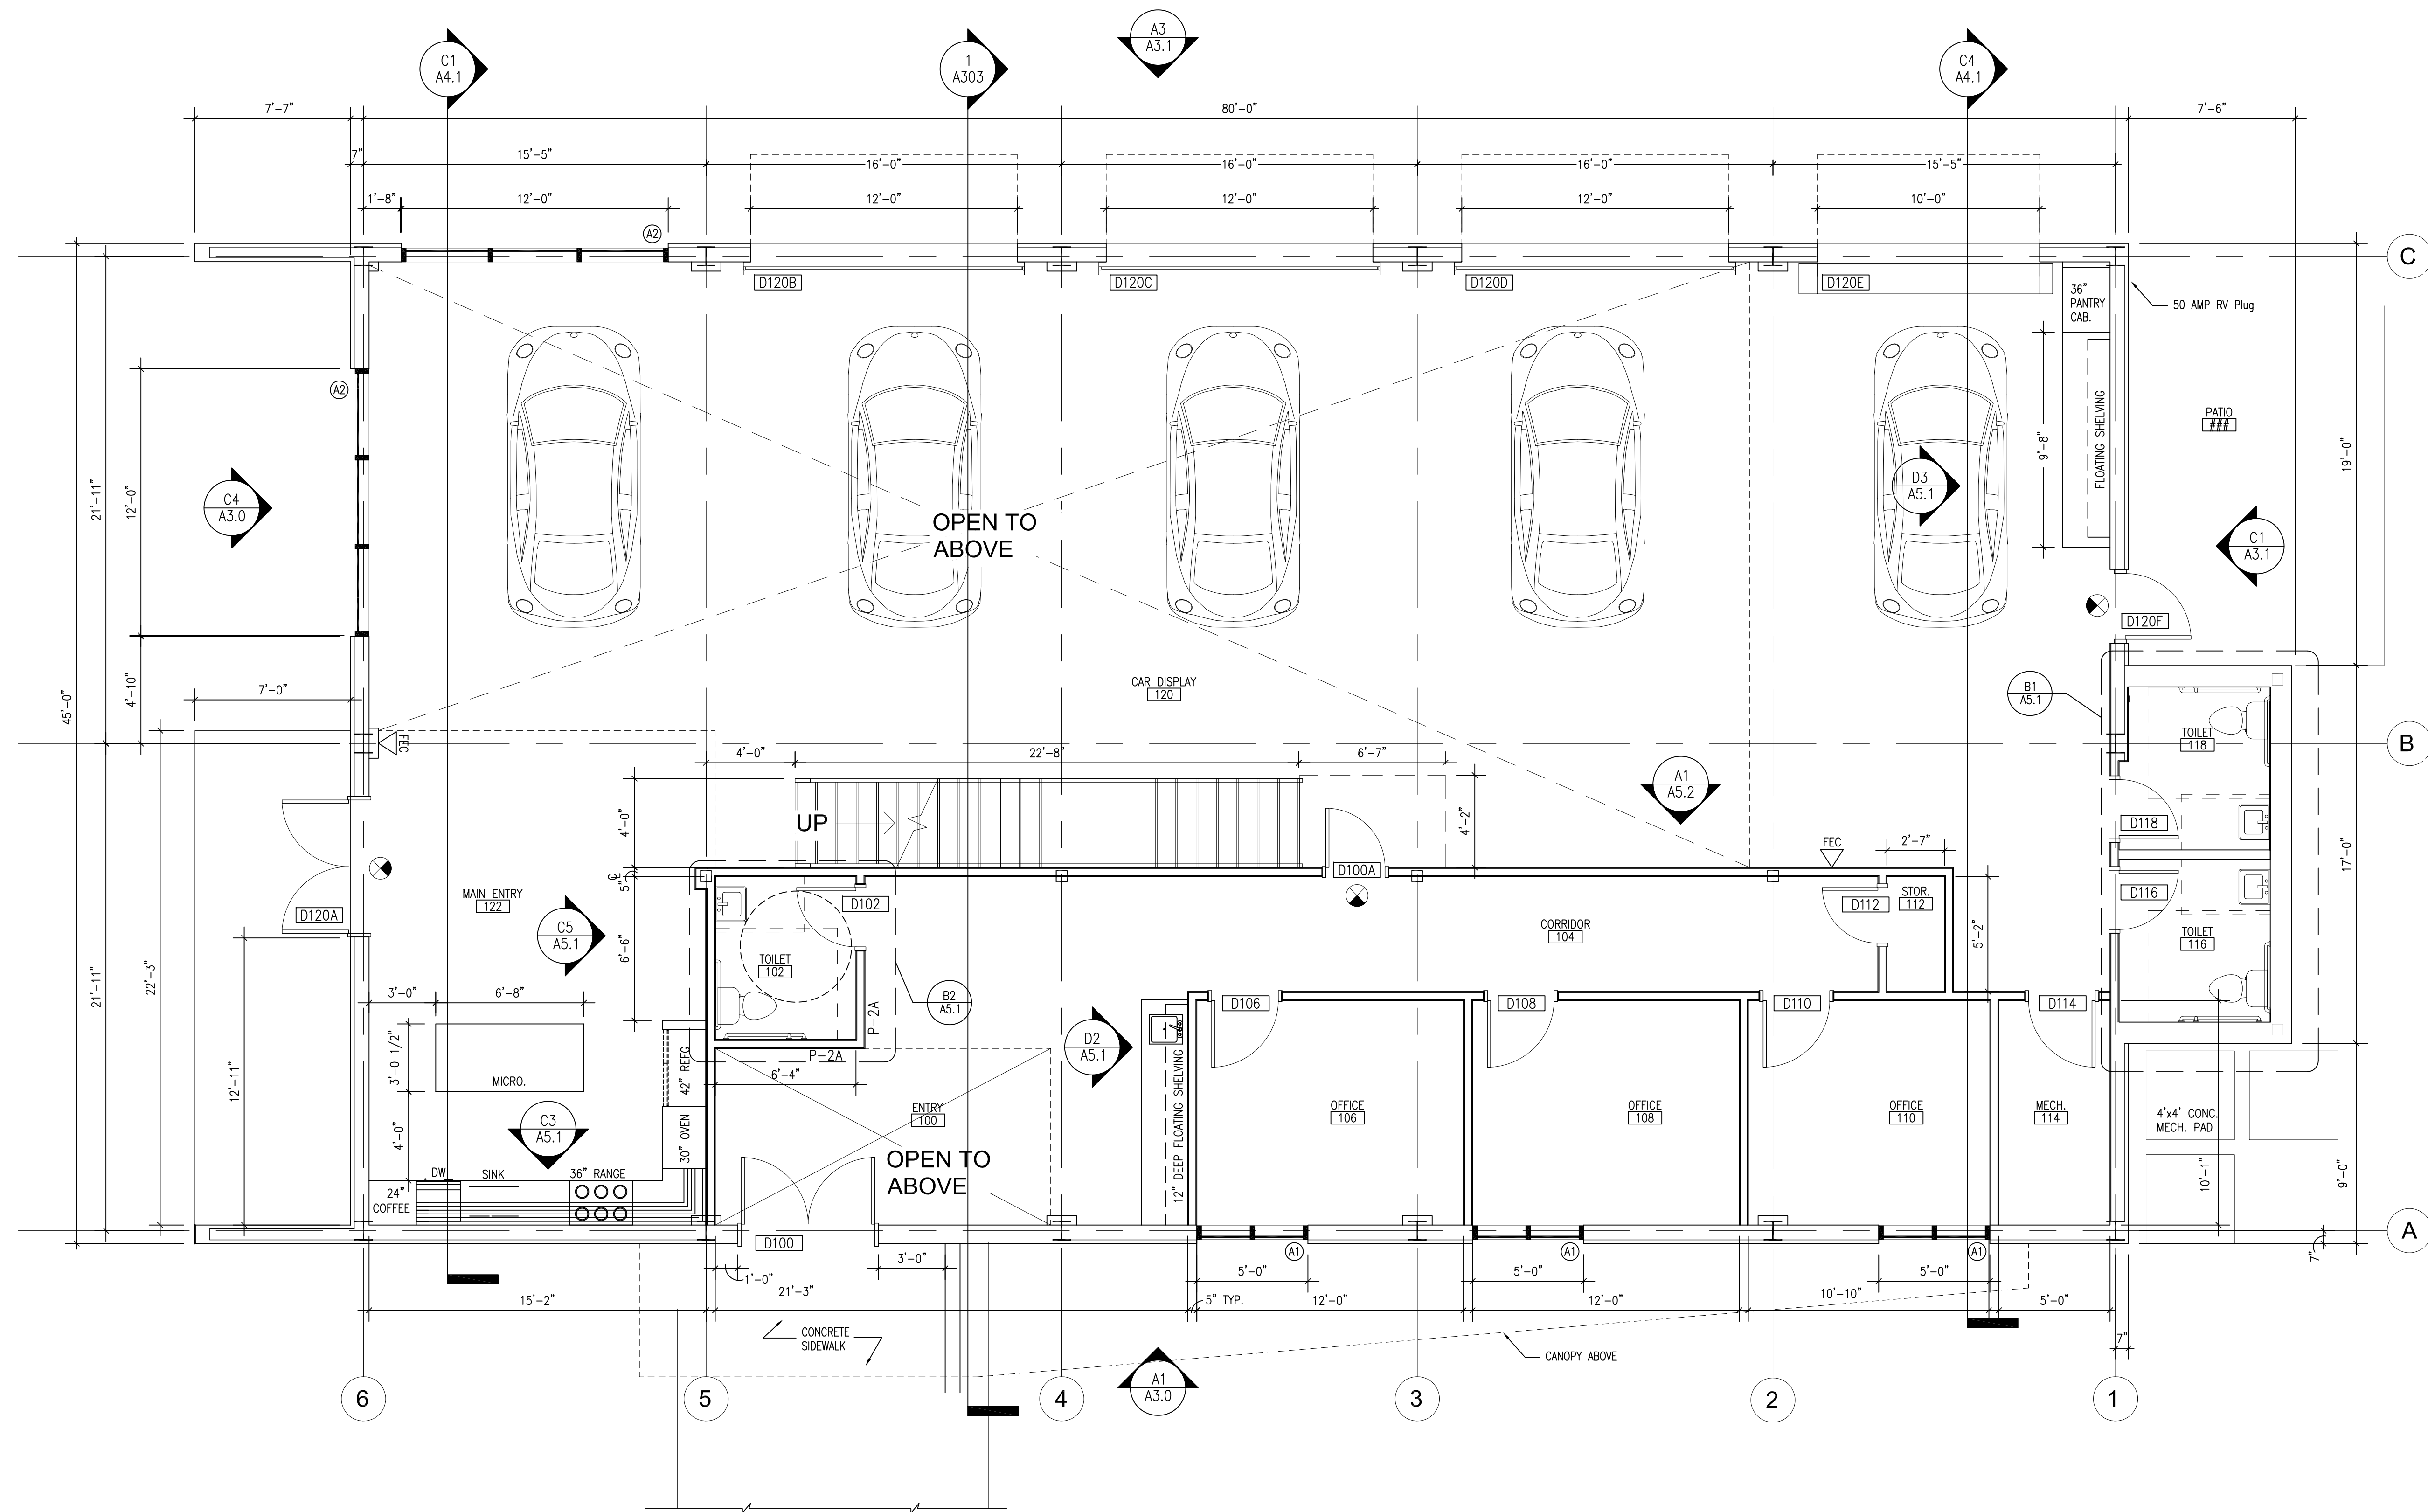 C1
A4.1
1
A303
A3
A3.1
C4
A4.1
7'-7"
80'-0"
7'-6"
7"
15'-5"
16'-0"
16'-0"
16'-0"
15'-5"
1'-8"
12'-0"
12'-0"
12'-0"
12'-0"
10'-0"
A2
C
D120B
D120C
D120D
D120E
36"
PANTRY
CAB.
50 AMP RV Plug
A2
FLOATING SHELVING
PATIO
###
9'-8"
19'-0"
21'-11"
12'-0"
C4
A3.0
D3
A5.1
OPEN TO
ABOVE
C1
A3.1
D120F
45'-0"
4'-10"
7'-0"
CAR DISPLAY
120
B1
A5.1
TOILET
118
FEC
B
4'-0"
22'-8"
6'-7"
A1
A5.2
4'-0"
UP
4'-2"
D118
FEC
2'-7"
17'-0"
D100A
℄
5"
MAIN ENTRY
122
D102
D112
STOR.
112
D116
D120A
C5
A5.1
6'-6"
CORRIDOR
104
5'-2"
TOILET
116
TOILET
102
21'-11"
22'-3"
3'-0"
6'-8"
B2
A5.1
P-2A
D106
D108
D110
D114
3'-0 1/2"
MICRO.
42" REFG
P-2A
D2
A5.1
6'-4"
12'-11"
ENTRY
100
OFFICE
106
OFFICE
108
OFFICE
110
MECH.
114
4'x4' CONC.
MECH. PAD
C3
A5.1
4'-0"
30" OVEN
12" DEEP FLOATING SHELVING
OPEN TO
ABOVE
10'-1"
9'-0"
DW
SINK
36" RANGE
24"
COFFEE
A
D100
A1
A1
A1
7"
3'-0"
5'-0"
5'-0"
5'-0"
1'-0"
15'-2"
21'-3"
5" TYP.
12'-0"
12'-0"
10'-10"
5'-0"
CONCRETE
SIDEWALK
7"
CANOPY ABOVE
A1
A3.0
6
5
4
3
2
1